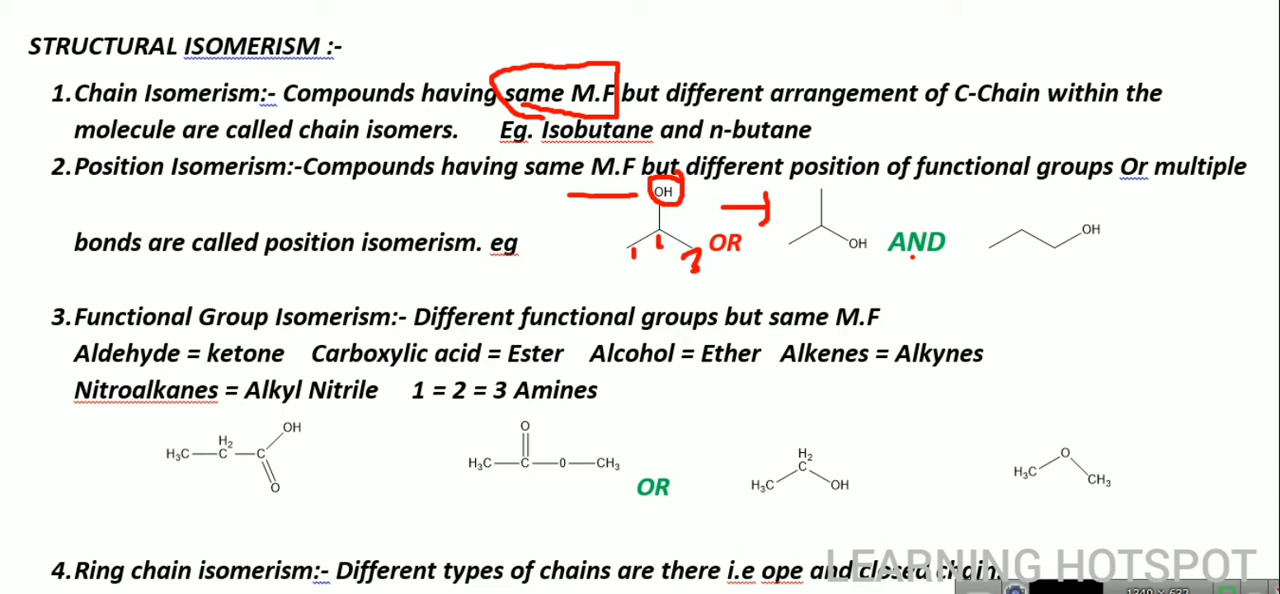 STRUCTURAL ISOMERISM :-
1.Chain Isomerism:- Compounds having same M.F but different arrangement of C-Chain within the
molecule are called chain isomers. Eg. Isobutane and n-butane
2.Position Isomerism:-Compounds having same M.F but different position of functional groups Or multiple
OH
bonds are called position isomerism. eg OR OH AND OH
3.Functional Group Isomerism:- Different functional groups but same M.F
Aldehyde = ketone Carboxylic acid = Ester Alcohol = Ether Alkenes = Alkynes
Nitroalkanes = Alkyl Nitrile 1 = 2 = 3 Amines
H₃C C H₂ C OH O
O H₃C C O CH₃
OR
H₂ C H₃C OH
O H₃C CH₃
4.Ring chain isomerism:- Different types of chains are there i.e ope and closed chain.
LEARNING HOTSPOT